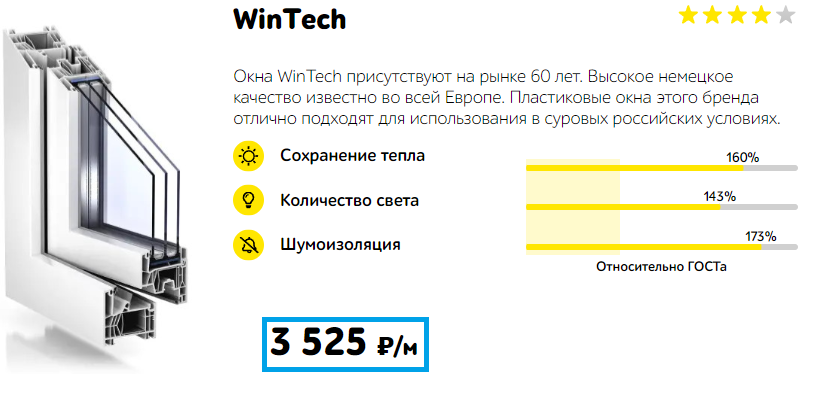 WinTech
Окна WinTech присутствуют на рынке 60 лет. Высокое немецкое
качество известно во всей Европе. Пластиковые окна этого бренда
отлично подходят для использования в суровых российских условиях.
Сохранение тепла
160%
Количество света
143%
Шумоизоляция
173%
Относительно ГОСТа
3 525 ₽/м